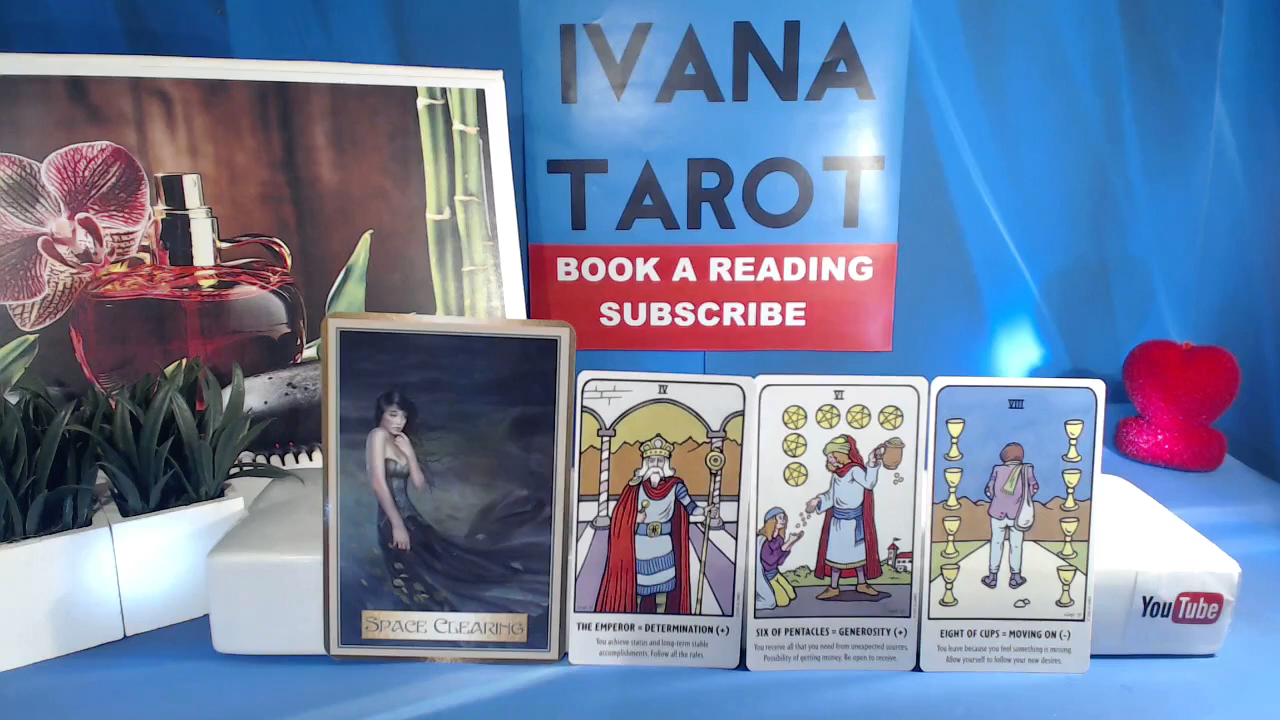 IVANA
TAROT
BOOK A READING
SUBSCRIBE
SPACE CLEARING
IV
THE EMPEROR = DETERMINATION (+)
You achieve status and long-term stable
accomplishments. Follow all the rules.
VI
SIX OF PENTACLES = GENEROSITY (+)
You receive all that you need from unexpected sources.
Possibility of getting money. Be open to receive.
VIII
EIGHT OF CUPS = MOVING ON (-)
You leave because you feel something is missing.
Allow yourself to follow your new desires.
YouTube